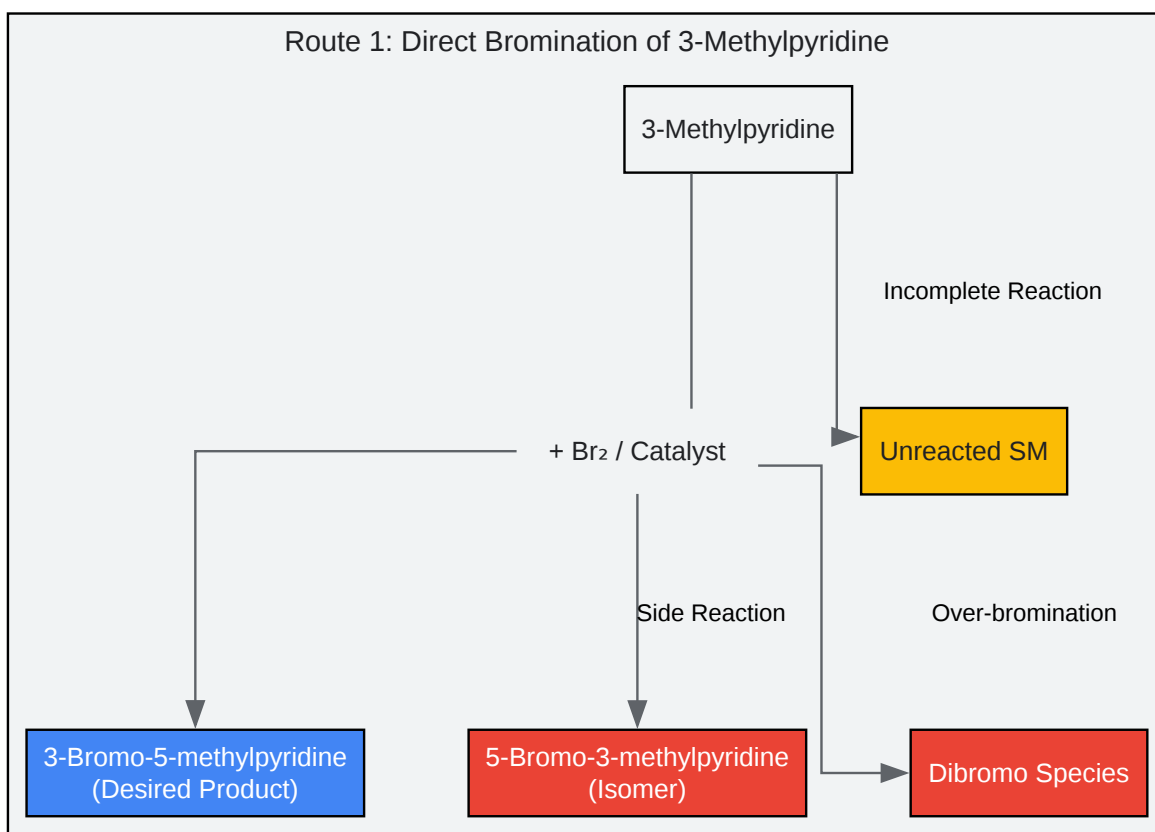 Route 1: Direct Bromination of 3-Methylpyridine
3-Methylpyridine
Incomplete Reaction
+ Br₂ / Catalyst
Unreacted SM
Side Reaction
Over-bromination
3-Bromo-5-methylpyridine
(Desired Product)
5-Bromo-3-methylpyridine
(Isomer)
Dibromo Species